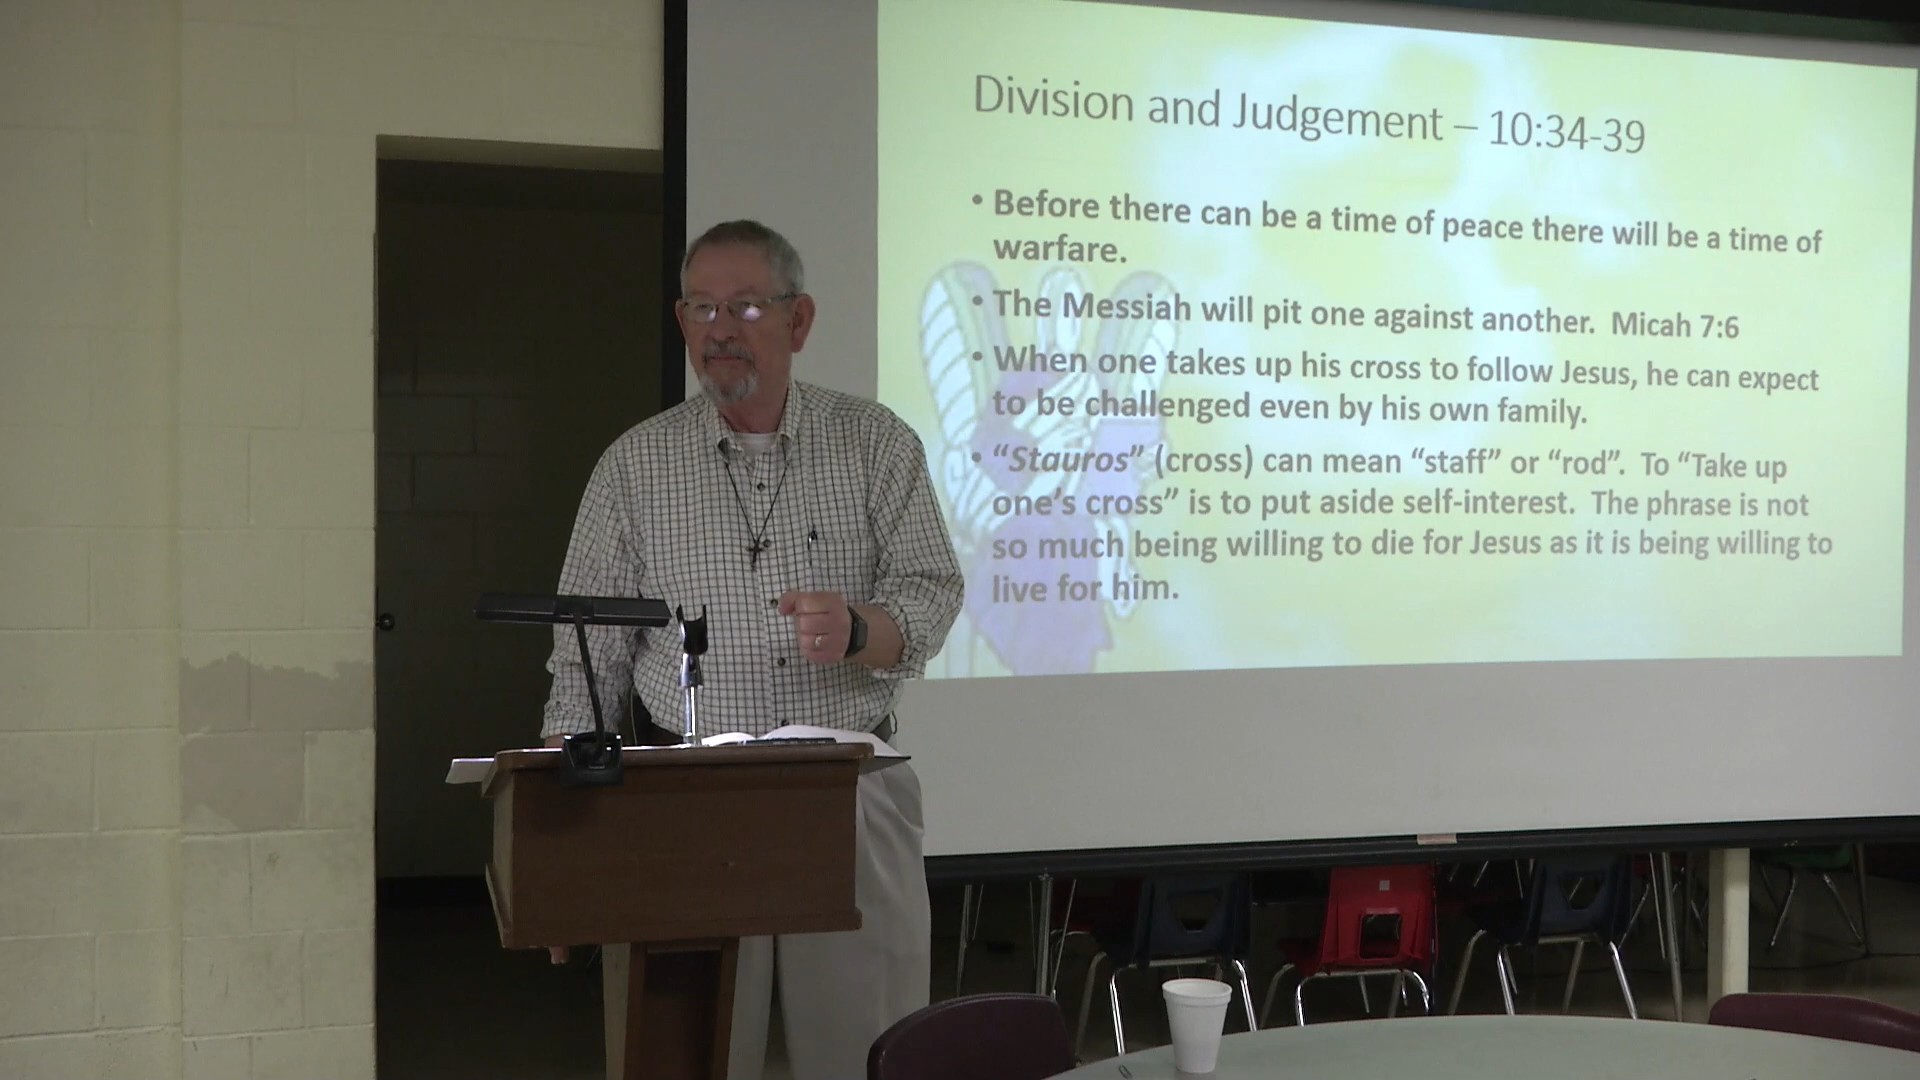 Division and Judgement – 10:34-39
• Before there can be a time of peace there will be a time of
warfare.
• The Messiah will pit one against another. Micah 7:6
• When one takes up his cross to follow Jesus, he can expect
to be challenged even by his own family.
• “Stauros” (cross) can mean “staff” or “rod”. To “Take up
one’s cross” is to put aside self-interest. The phrase is not
so much being willing to die for Jesus as it is being willing to
live for him.